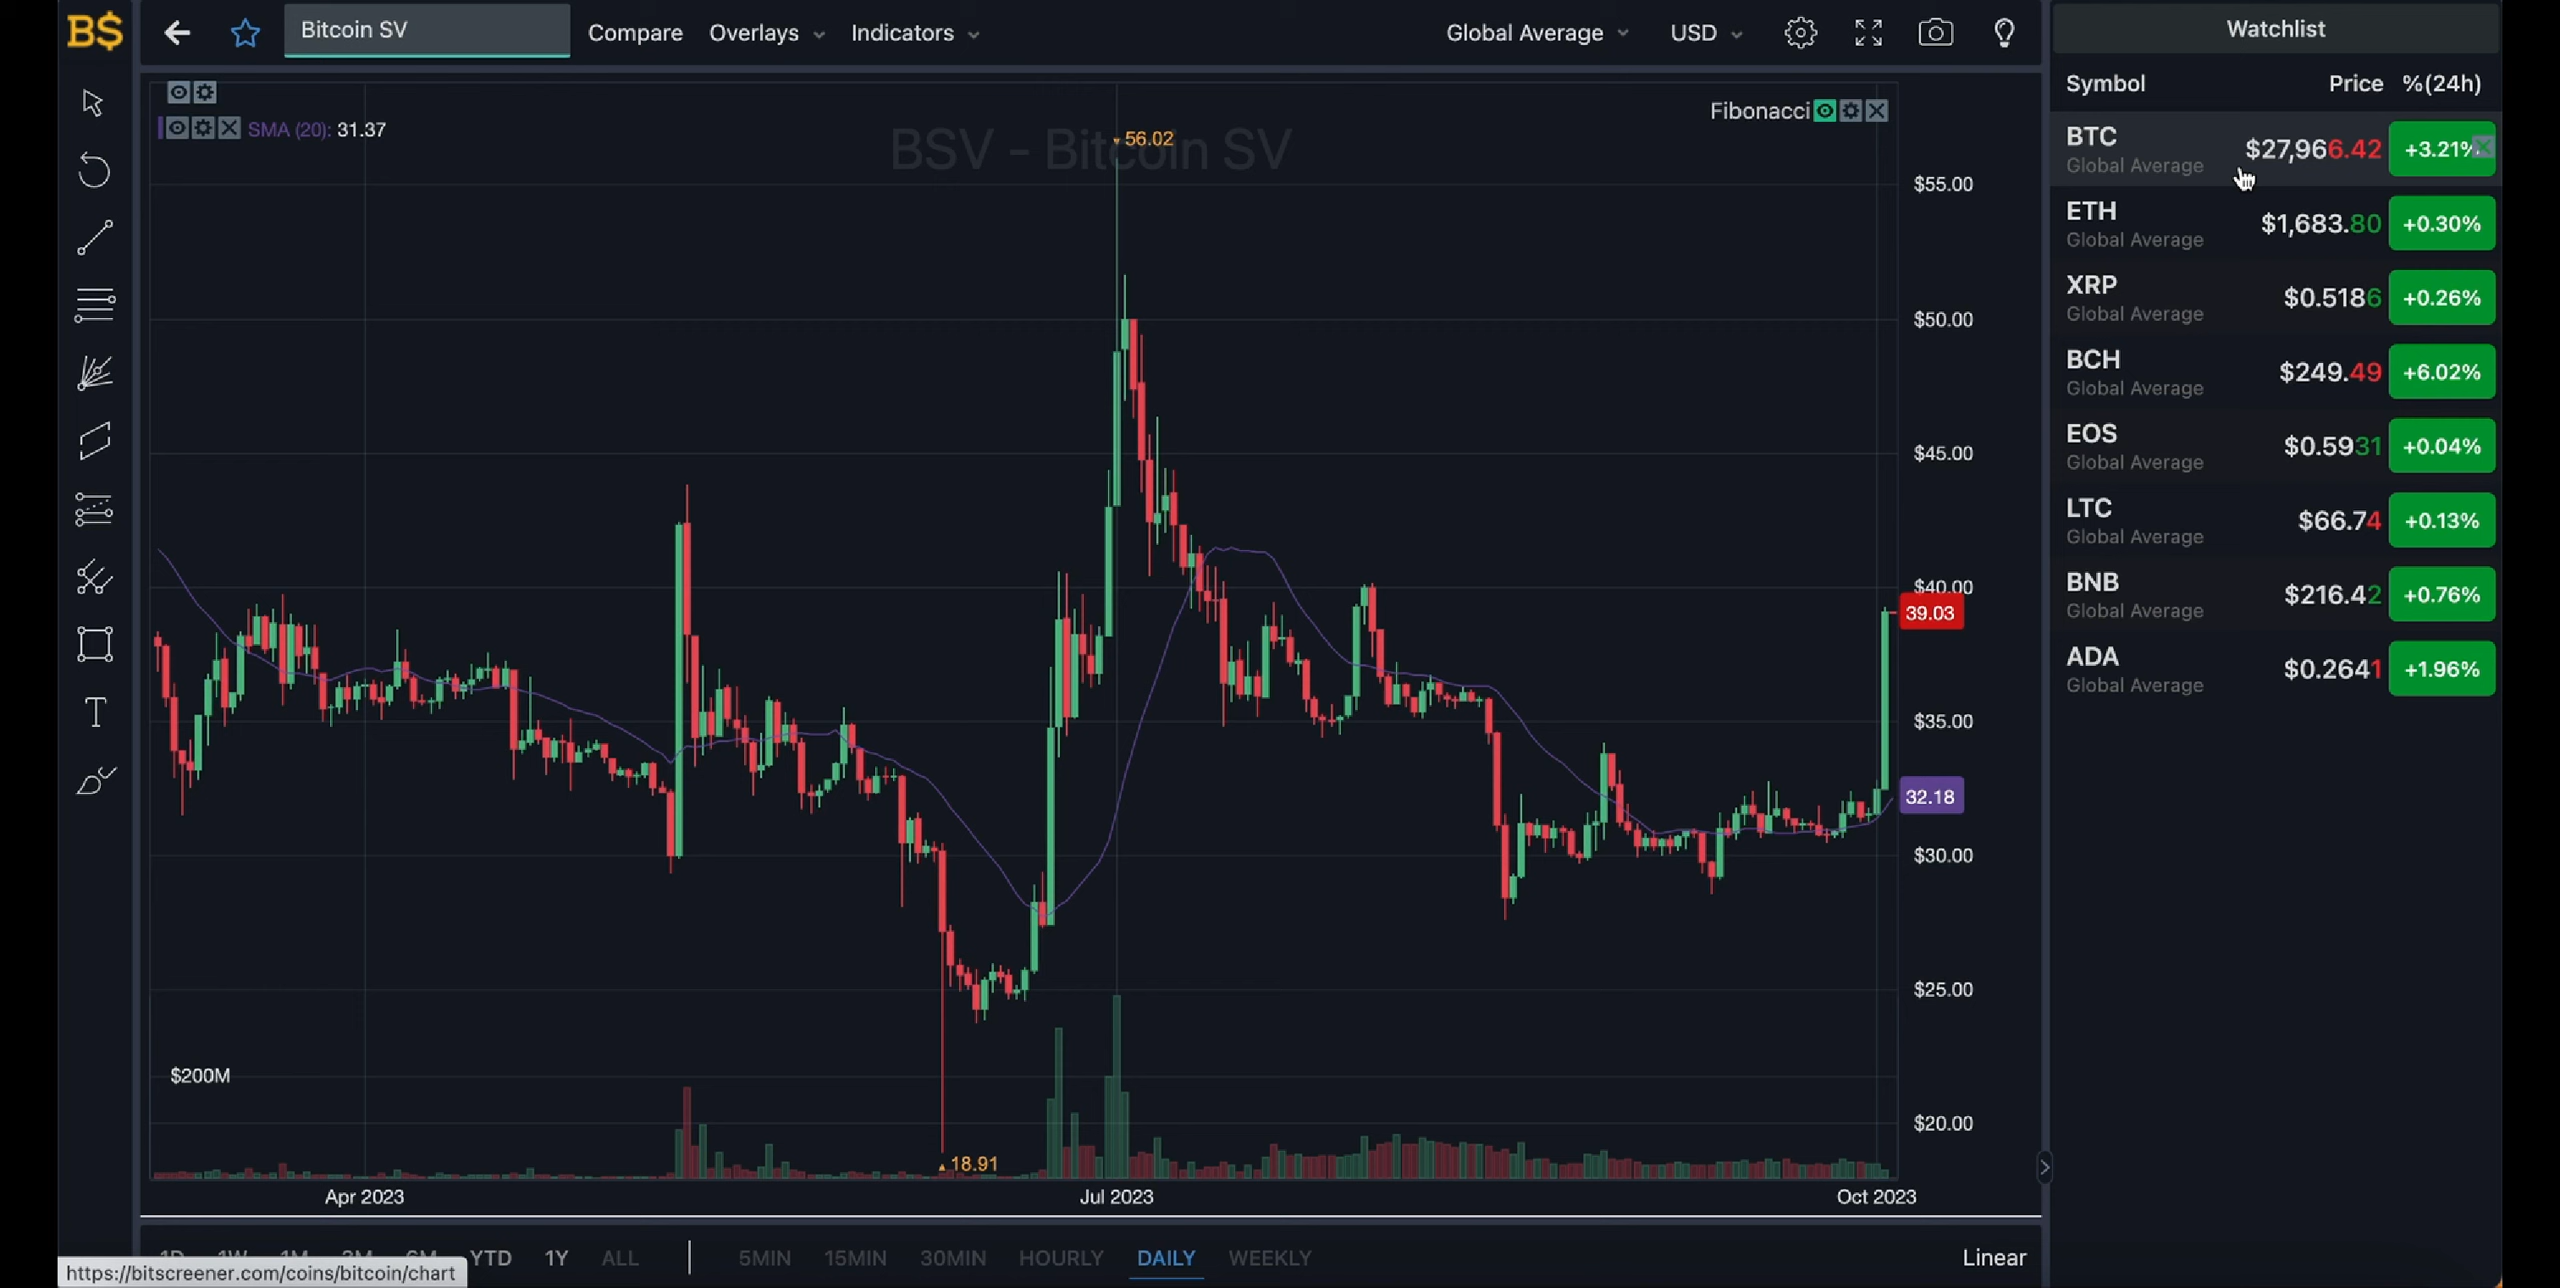 B$
Bitcoin SV
Compare
Overlays
Indicators
Global Average
USD
Watchlist
Symbol Price %(24h)
Fibonacci
SMA (20): 31.37
BSV - Bitcoin SV
56.02
$55.00
$50.00
$45.00
$40.00
39.03
$35.00
32.18
$30.00
$25.00
$20.00
$200M
18.91
Apr 2023
Jul 2023
Oct 2023
BTC $27,966.42 +3.21%
Global Average
ETH $1,683.80 +0.30%
Global Average
XRP $0.5186 +0.26%
Global Average
BCH $249.49 +6.02%
Global Average
EOS $0.5931 +0.04%
Global Average
LTC $66.74 +0.13%
Global Average
BNB $216.42 +0.76%
Global Average
ADA $0.2641 +1.96%
Global Average
T
1D 1W 1M 3M 6M YTD 1Y ALL 5MIN 15MIN 30MIN HOURLY DAILY WEEKLY Linear
https://bitscreener.com/coins/bitcoin/chart